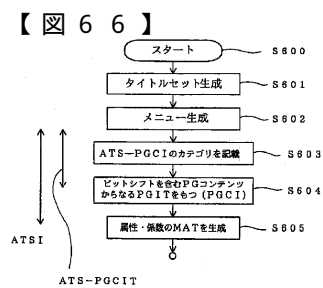 【図６６】
スタート
S600
タイトルセット生成
S601
メニュー生成
S602
ATS－PGCIのカテゴリを記載
S603
ビットシフトを含むPGコンテンツ
からなるPGITをもつ（PGCI）
S604
属性・係数のMATを生成
S605
ATSI
ATS-PGCIT